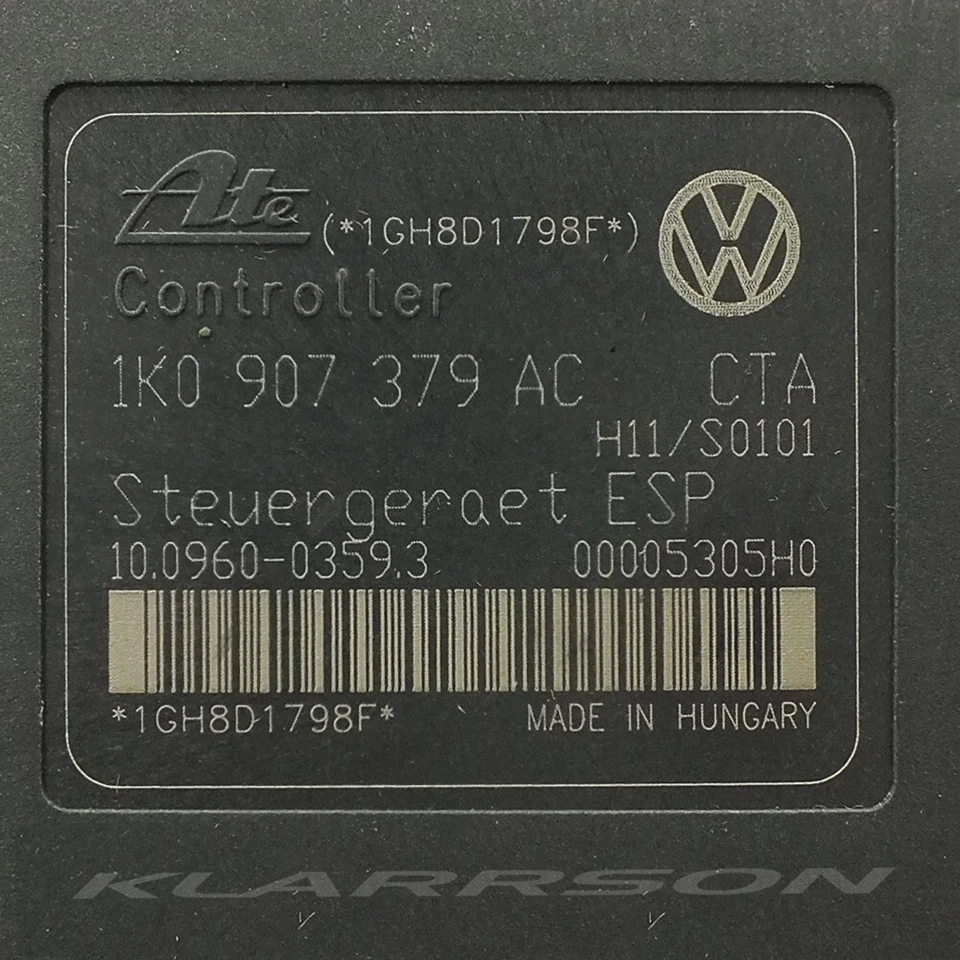 Ate (*1GH8D1798F*)
Controller
1K0 907 379 AC CTA
H11/S0101
Steuergeraet ESP
10.0960-0359.3 00005305H0
*1GH8D1798F* MADE IN HUNGARY
KLARRSON